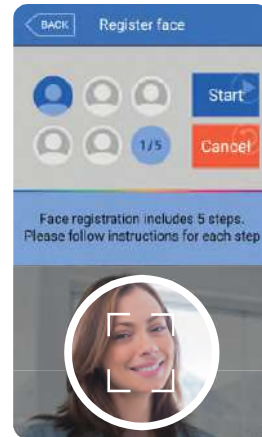 BACK
Register face
Start
1/5
Cancel
Face registration includes 5 steps.
Please follow instructions for each step